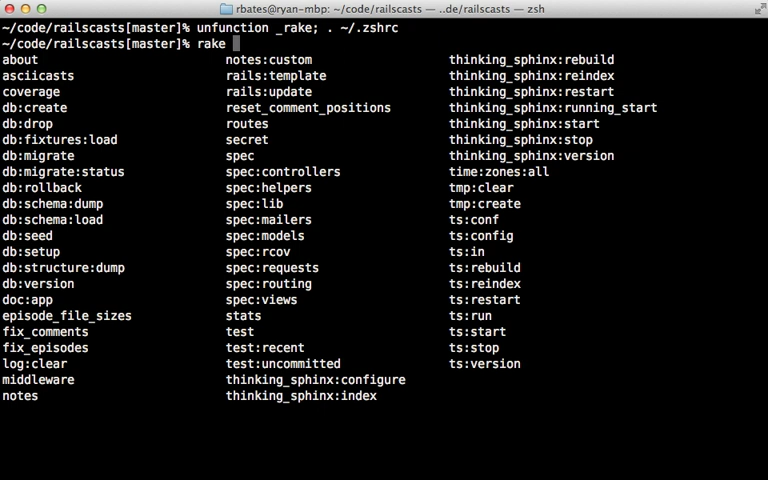 rbates@ryan-mbp: ~/code/railscasts — ..de/railscasts — zsh
~/code/railscasts[master]% unfunction _rake; . ~/.zshrc
~/code/railscasts[master]% rake
about notes:custom thinking_sphinx:rebuild
asciicasts rails:template thinking_sphinx:reindex
coverage rails:update thinking_sphinx:restart
db:create reset_comment_positions thinking_sphinx:running_start
db:drop routes thinking_sphinx:start
db:fixtures:load secret thinking_sphinx:stop
db:migrate spec thinking_sphinx:version
db:migrate:status spec:controllers time:zones:all
db:rollback spec:helpers tmp:clear
db:schema:dump spec:lib tmp:create
db:schema:load spec:mailers ts:conf
db:seed spec:models ts:config
db:setup spec:rcov ts:in
db:structure:dump spec:requests ts:rebuild
db:version spec:routing ts:reindex
doc:app spec:views ts:restart
episode_file_sizes stats ts:run
fix_comments test ts:start
fix_episodes test:recent ts:stop
log:clear test:uncommitted ts:version
middleware thinking_sphinx:configure
notes thinking_sphinx:index